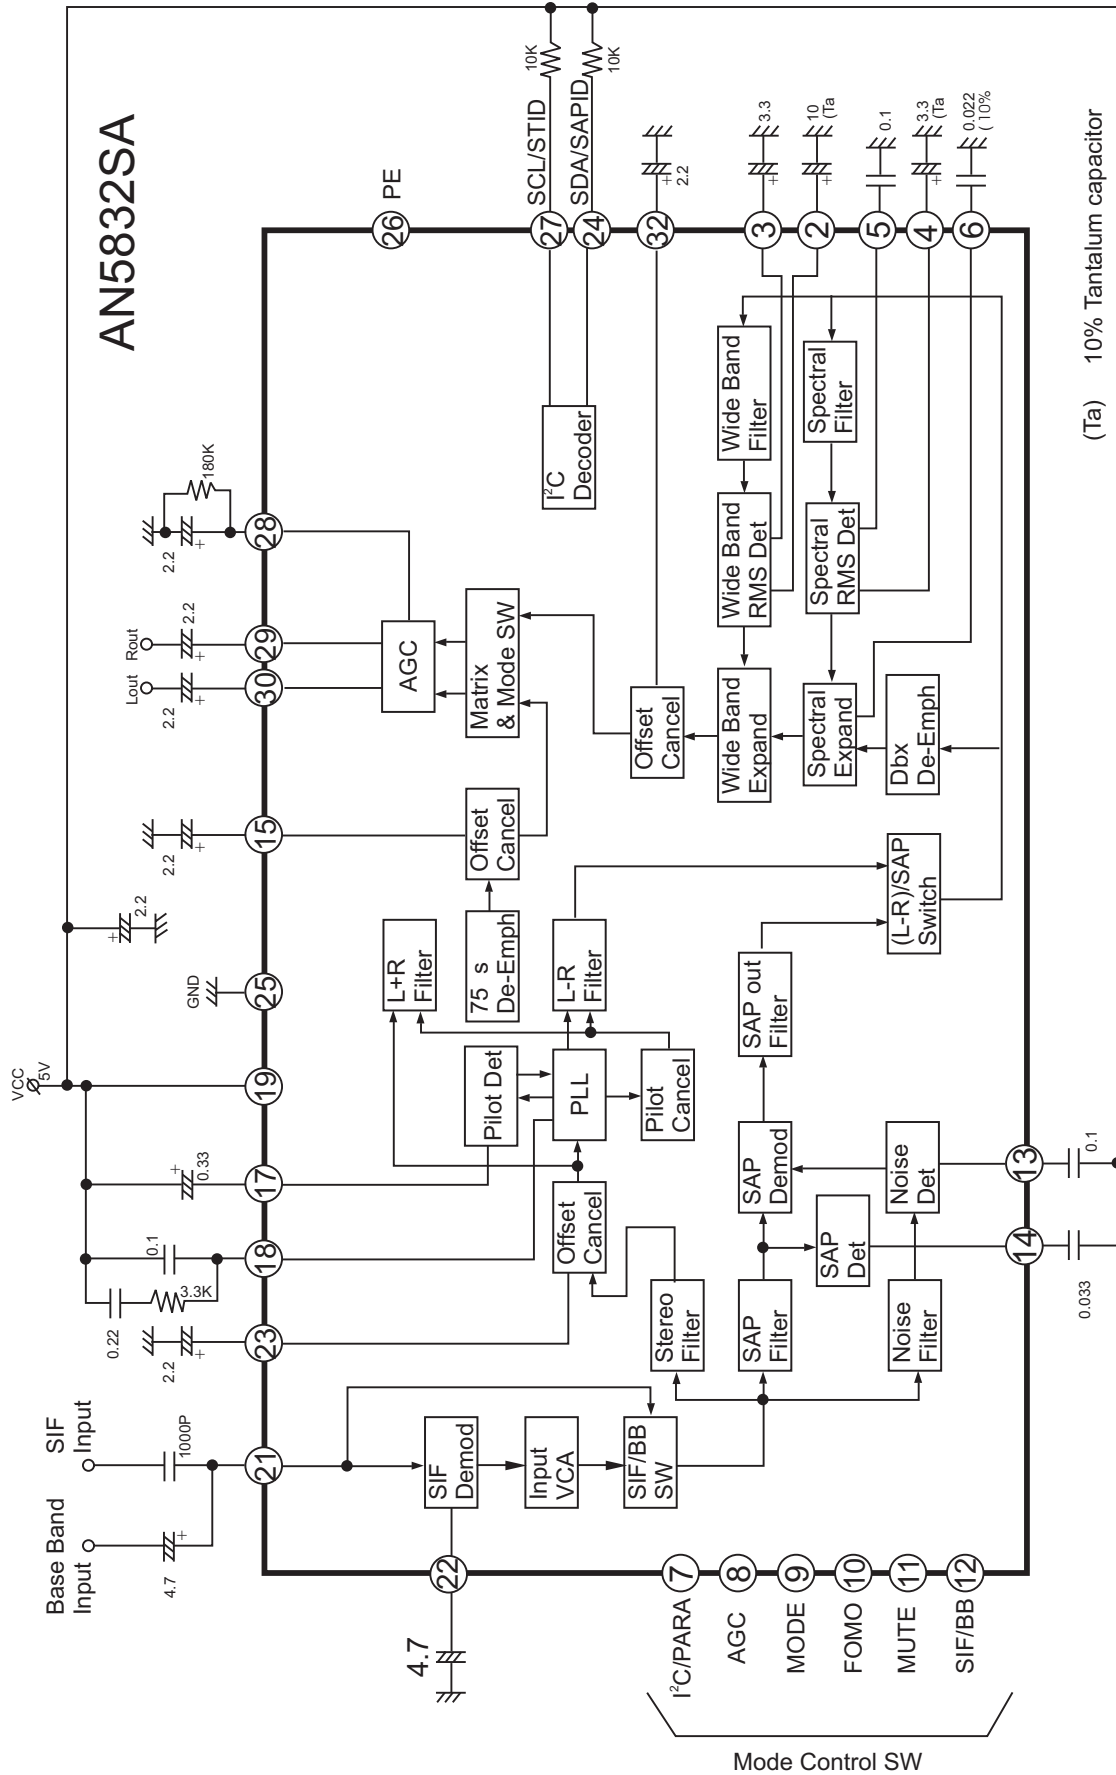 AN5832SA
Base Band
Input
SIF
Input
4.7
1000P
2.2
0.22
3.3K
0.1
0.33
VCC
5V
GND
2.2
2.2
Lout
Rout
2.2
2.2
2.2
180K
21
23
18
17
19
25
15
30
29
28
4.7
22
SIF
Demod
Input
VCA
SIF/BB
SW
Stereo
Filter
Offset
Cancel
PLL
Pilot Det
Pilot
Cancel
L+R
Filter
L-R
Filter
75 s
De-Emph
Offset
Cancel
AGC
Matrix
& Mode SW
I²C
Decoder
SAP
Filter
SAP
Det
SAP
Demod
SAP out
Filter
Noise
Filter
Noise
Det
(L-R)/SAP
Switch
Offset
Cancel
Wide Band
Expand
Wide Band
RMS Det
Wide Band
Filter
Spectral
Expand
Spectral
RMS Det
Spectral
Filter
Dbx
De-Emph
26
PE
27
SCL/STID
10K
24
SDA/SAPID
10K
32
2.2
3
3.3
2
10
(Ta
5
0.1
4
3.3
(Ta
6
0.022
( 10%
I²C/PARA
7
AGC
8
MODE
9
FOMO
10
MUTE
11
SIF/BB
12
Mode Control SW
14
0.033
13
0.1
(Ta) 10% Tantalum capacitor